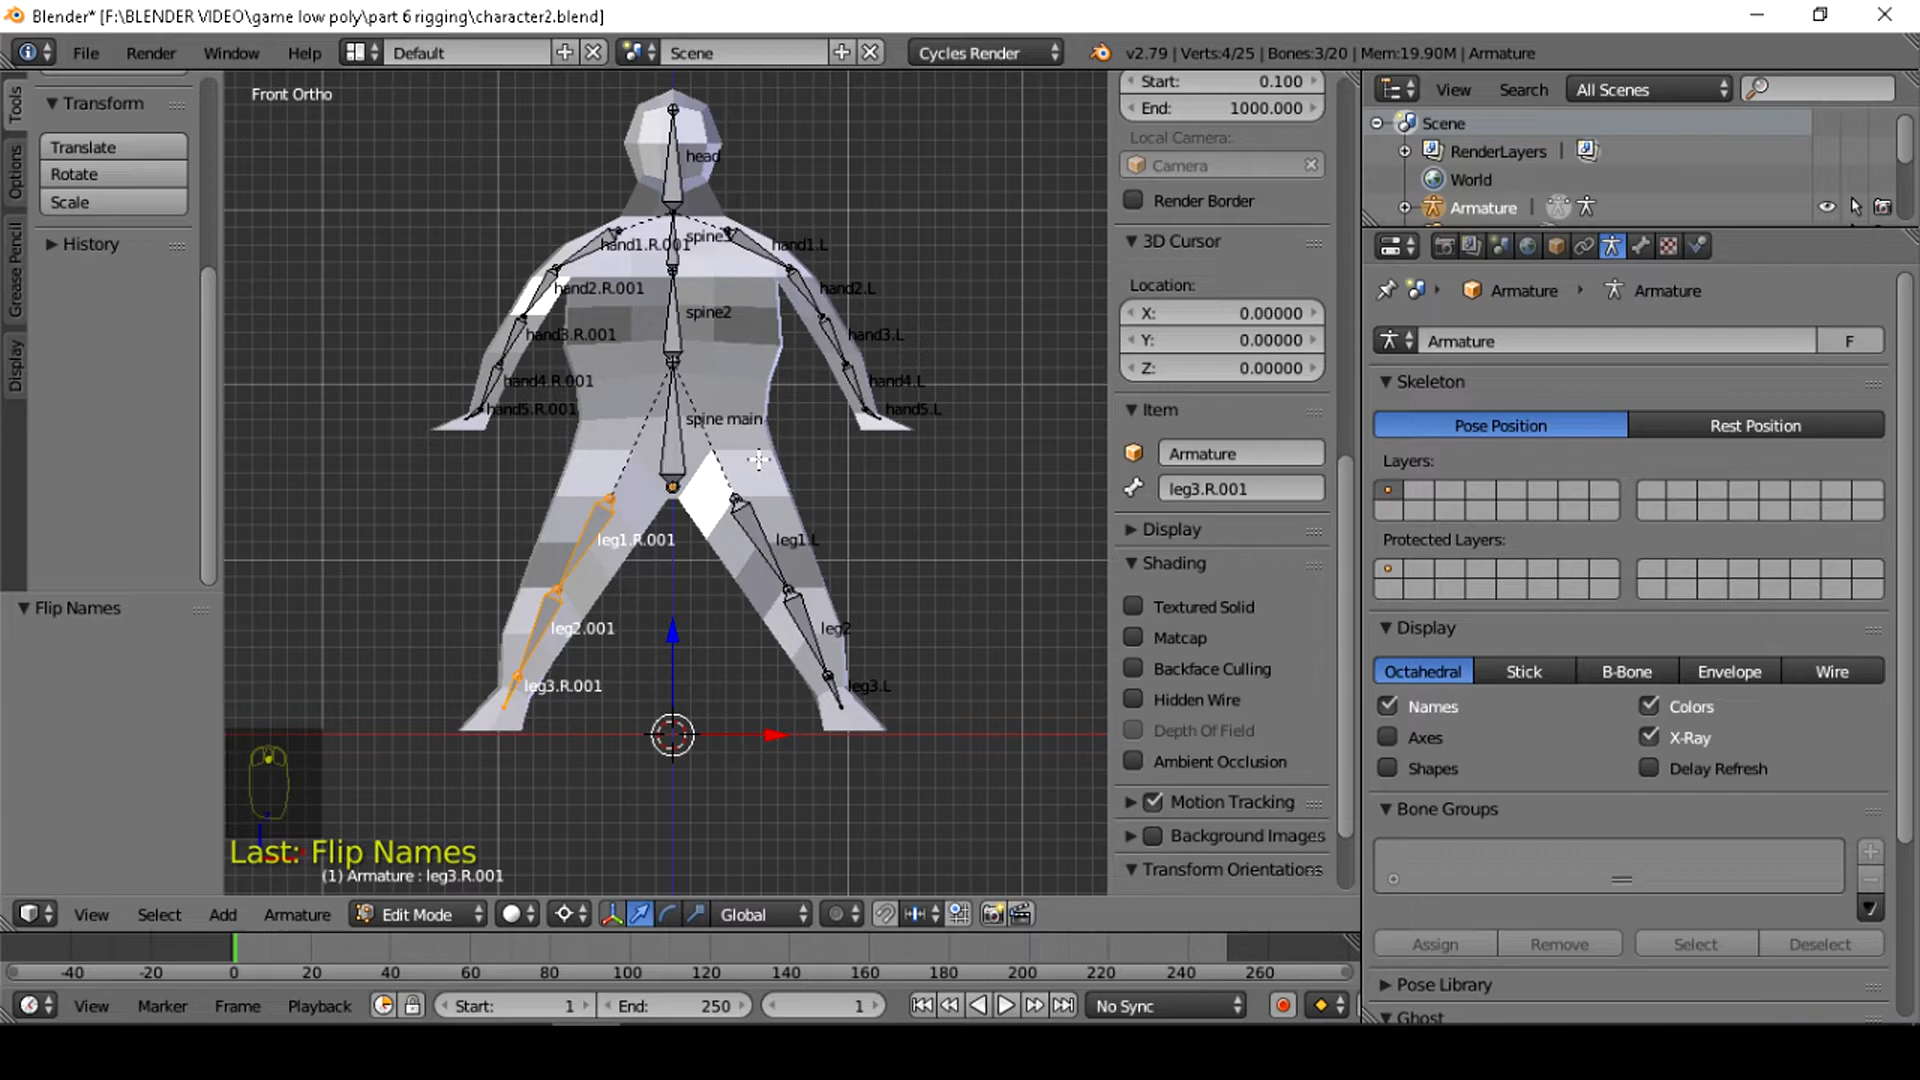 Blender* [F:\BLENDER VIDEO\game low poly\part 6 rigging\character2.blend]
File Render Window Help Default Scene Cycles Render v2.79 | Verts:4/25 | Bones:3/20 | Mem:19.90M | Armature
Tools
Options
Grease Pencil
Display
Transform
Translate
Rotate
Scale
History
Flip Names
Front Ortho
head
hand1.R.001
spine3
hand1.L
hand2.R.001
hand2.L
spine2
hand3.R.001
hand3.L
hand4.R.001
hand4.L
hand5.R.001
hand5.L
spine main
leg1.R.001
leg1.L
leg2.001
leg2
leg3.R.001
leg3.L
Last: Flip Names
(1) Armature : leg3.R.001
Start: 0.100
End: 1000.000
Local Camera:
Camera
Render Border
3D Cursor
Location:
X: 0.00000
Y: 0.00000
Z: 0.00000
Item
Armature
leg3.R.001
Display
Shading
Textured Solid
Matcap
Backface Culling
Hidden Wire
Depth Of Field
Ambient Occlusion
Motion Tracking
Background Images
Transform Orientations
View Search All Scenes
Scene
RenderLayers |
World
Armature |
Armature Armature
Armature F
Skeleton
Pose Position Rest Position
Layers:
Protected Layers:
Display
Octahedral Stick B-Bone Envelope Wire
Names Colors
Axes X-Ray
Shapes Delay Refresh
Bone Groups
Assign Remove Select Deselect
Pose Library
Ghost
View Select Add Armature Edit Mode Global
-40 -20 0 20 40 60 80 100 120 140 160 180 200 220 240 260
View Marker Frame Playback Start: 1 End: 250 1 No Sync